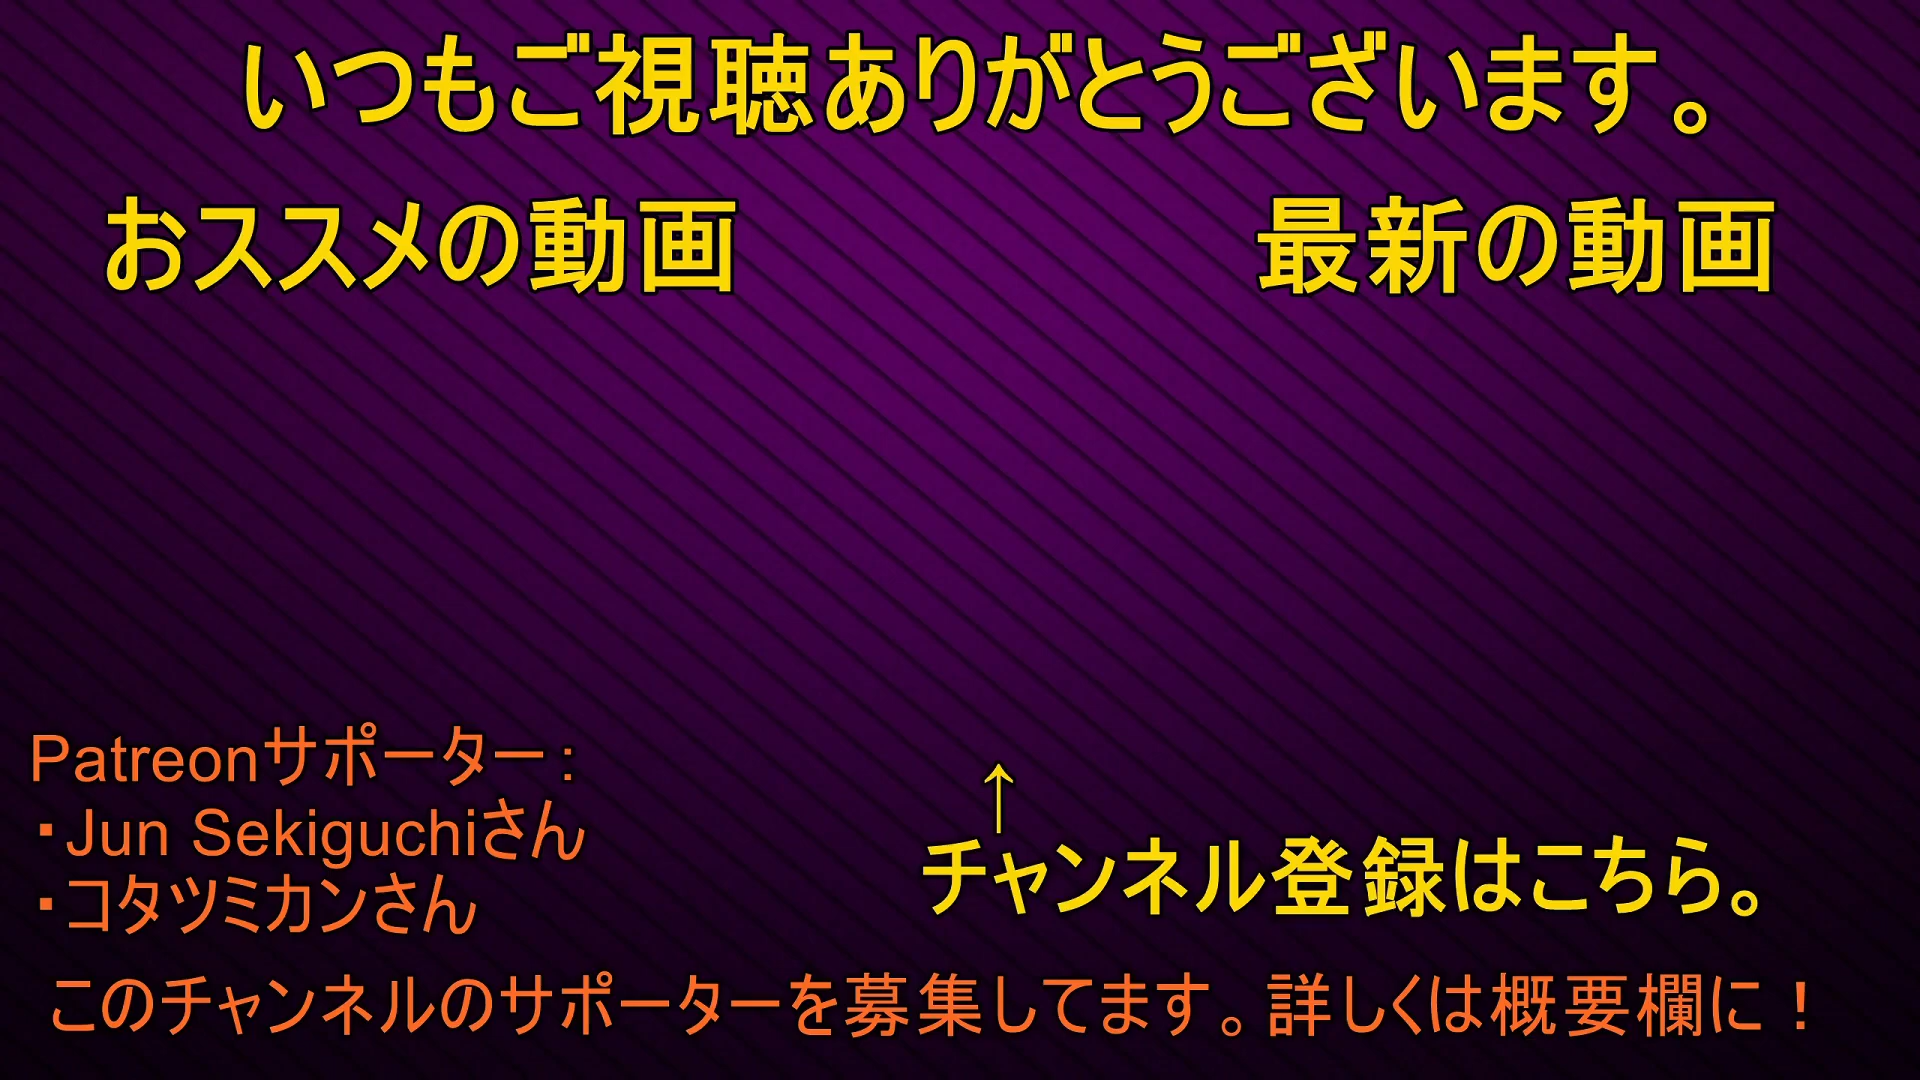 いつもご視聴ありがとうございます。
おススメの動画
最新の動画
Patreonサポーター：
・Jun Sekiguchiさん
・コタツミカンさん
↑
チャンネル登録はこちら。
このチャンネルのサポーターを募集してます。詳しくは概要欄に！